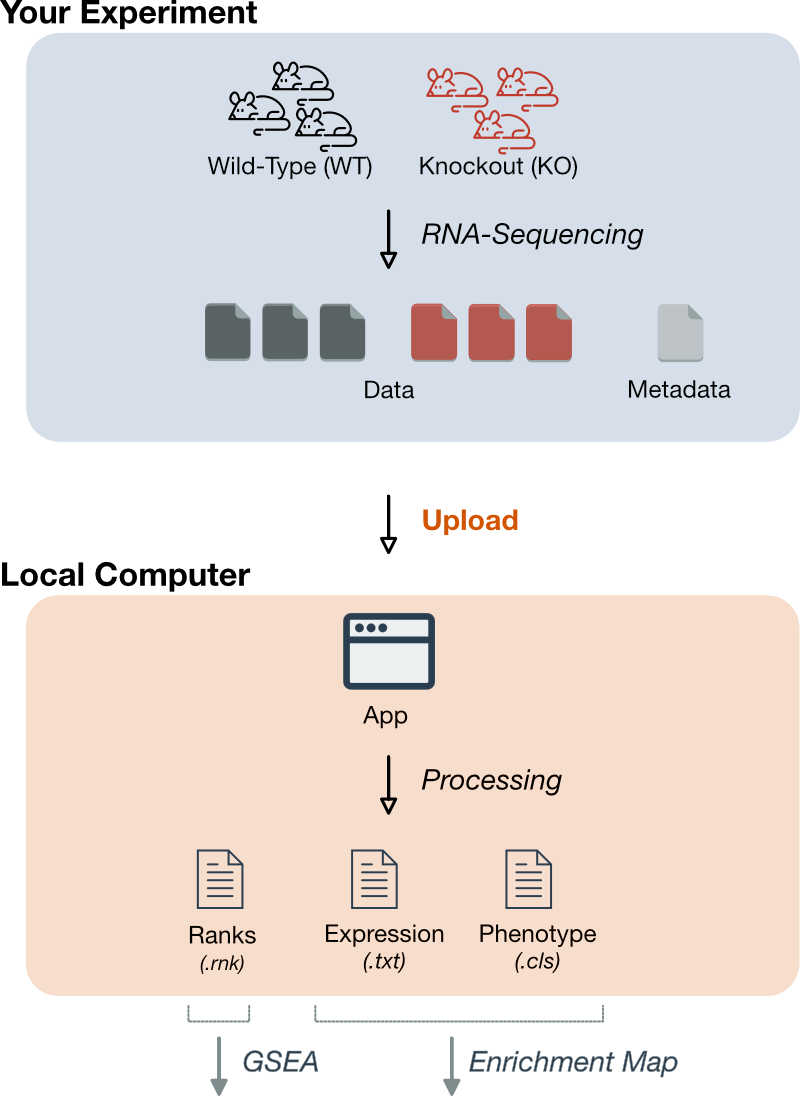 Your Experiment
Wild-Type (WT)
Knockout (KO)
RNA-Sequencing
Data
Metadata
Upload
Local Computer
App
Processing
Ranks
(.rnk)
Expression
(.txt)
Phenotype
(.cls)
GSEA
Enrichment Map